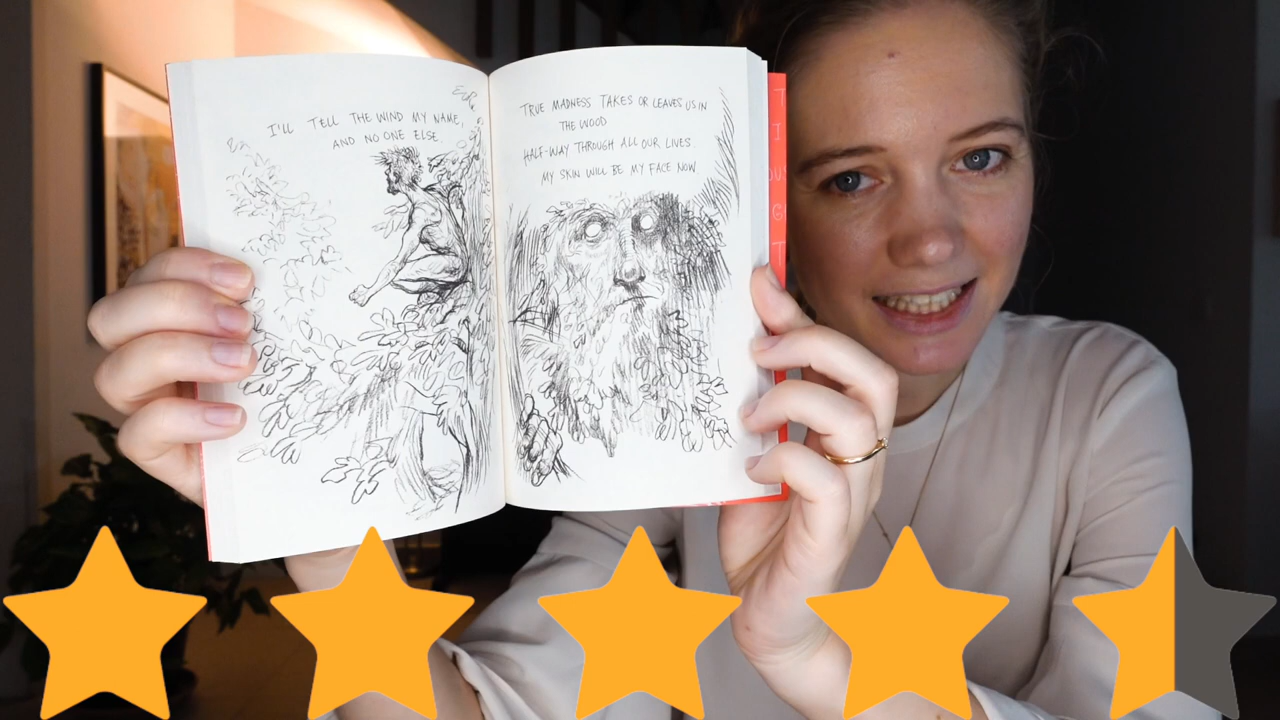 I'LL TELL THE WIND MY NAME,
AND NO ONE ELSE.
TRUE MADNESS TAKES OR LEAVES US IN
THE WOOD
HALF-WAY THROUGH ALL OUR LIVES
MY SKIN WILL BE MY FACE NOW